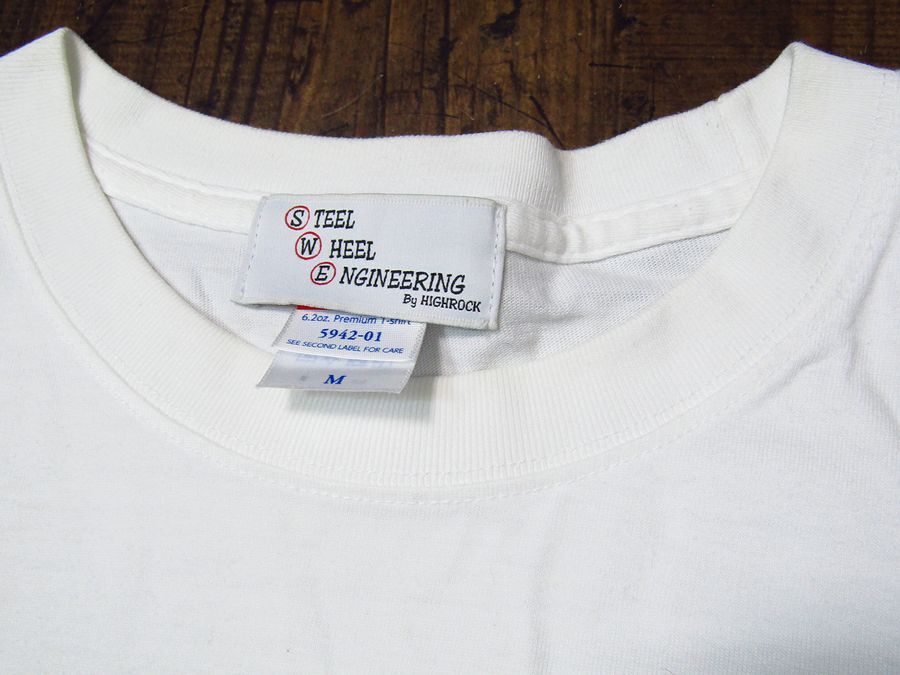 STEEL
WHEEL
ENGINEERING
By HIGHROCK
6.2oz. Premium T-shirt
5942-01
SEE SECOND LABEL FOR CARE
M